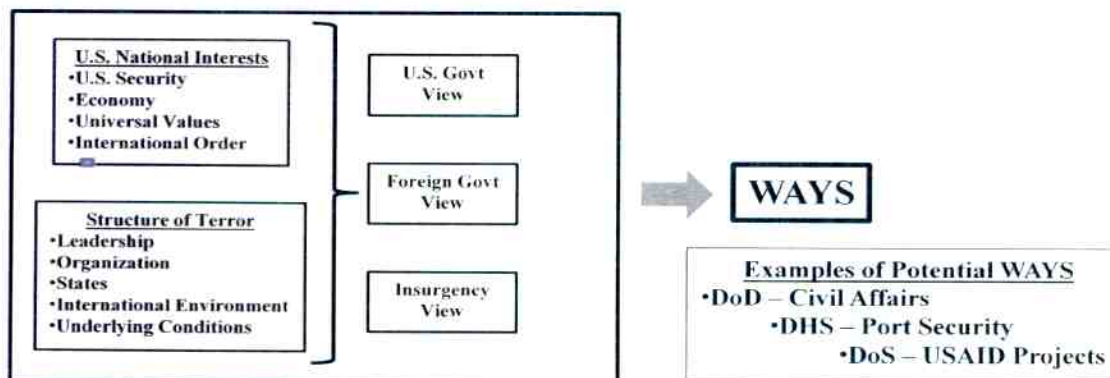 U.S. National Interests
•U.S. Security
•Economy
•Universal Values
•International Order
Structure of Terror
•Leadership
•Organization
•States
•International Environment
•Underlying Conditions
U.S. Govt
View
Foreign Govt
View
Insurgency
View
WAYS
Examples of Potential WAYS
•DoD – Civil Affairs
•DHS – Port Security
•DoS – USAID Projects